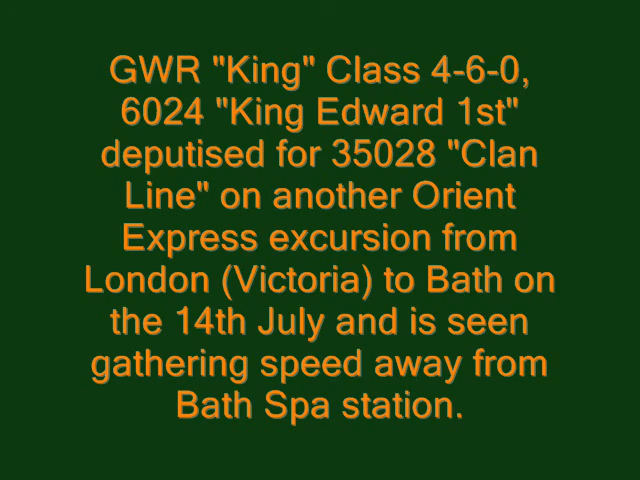 GWR "King" Class 4-6-0,
6024 "King Edward 1st"
deputised for 35028 "Clan
Line" on another Orient
Express excursion from
London (Victoria) to Bath on
the 14th July and is seen
gathering speed away from
Bath Spa station.